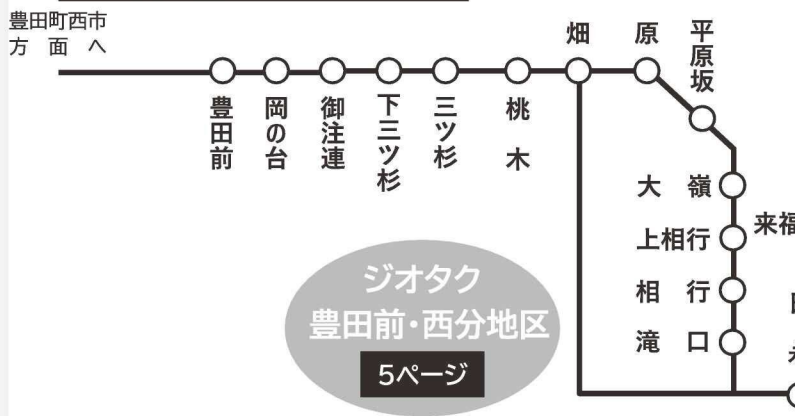 豊田町西市
方面へ
豊田前
岡の台
御注連
下三ツ杉
三ツ杉
桃木
畑
原
平原坂
大嶺
上相行
来福
相行
滝口
ジオタク
豊田前・西分地区
5ページ